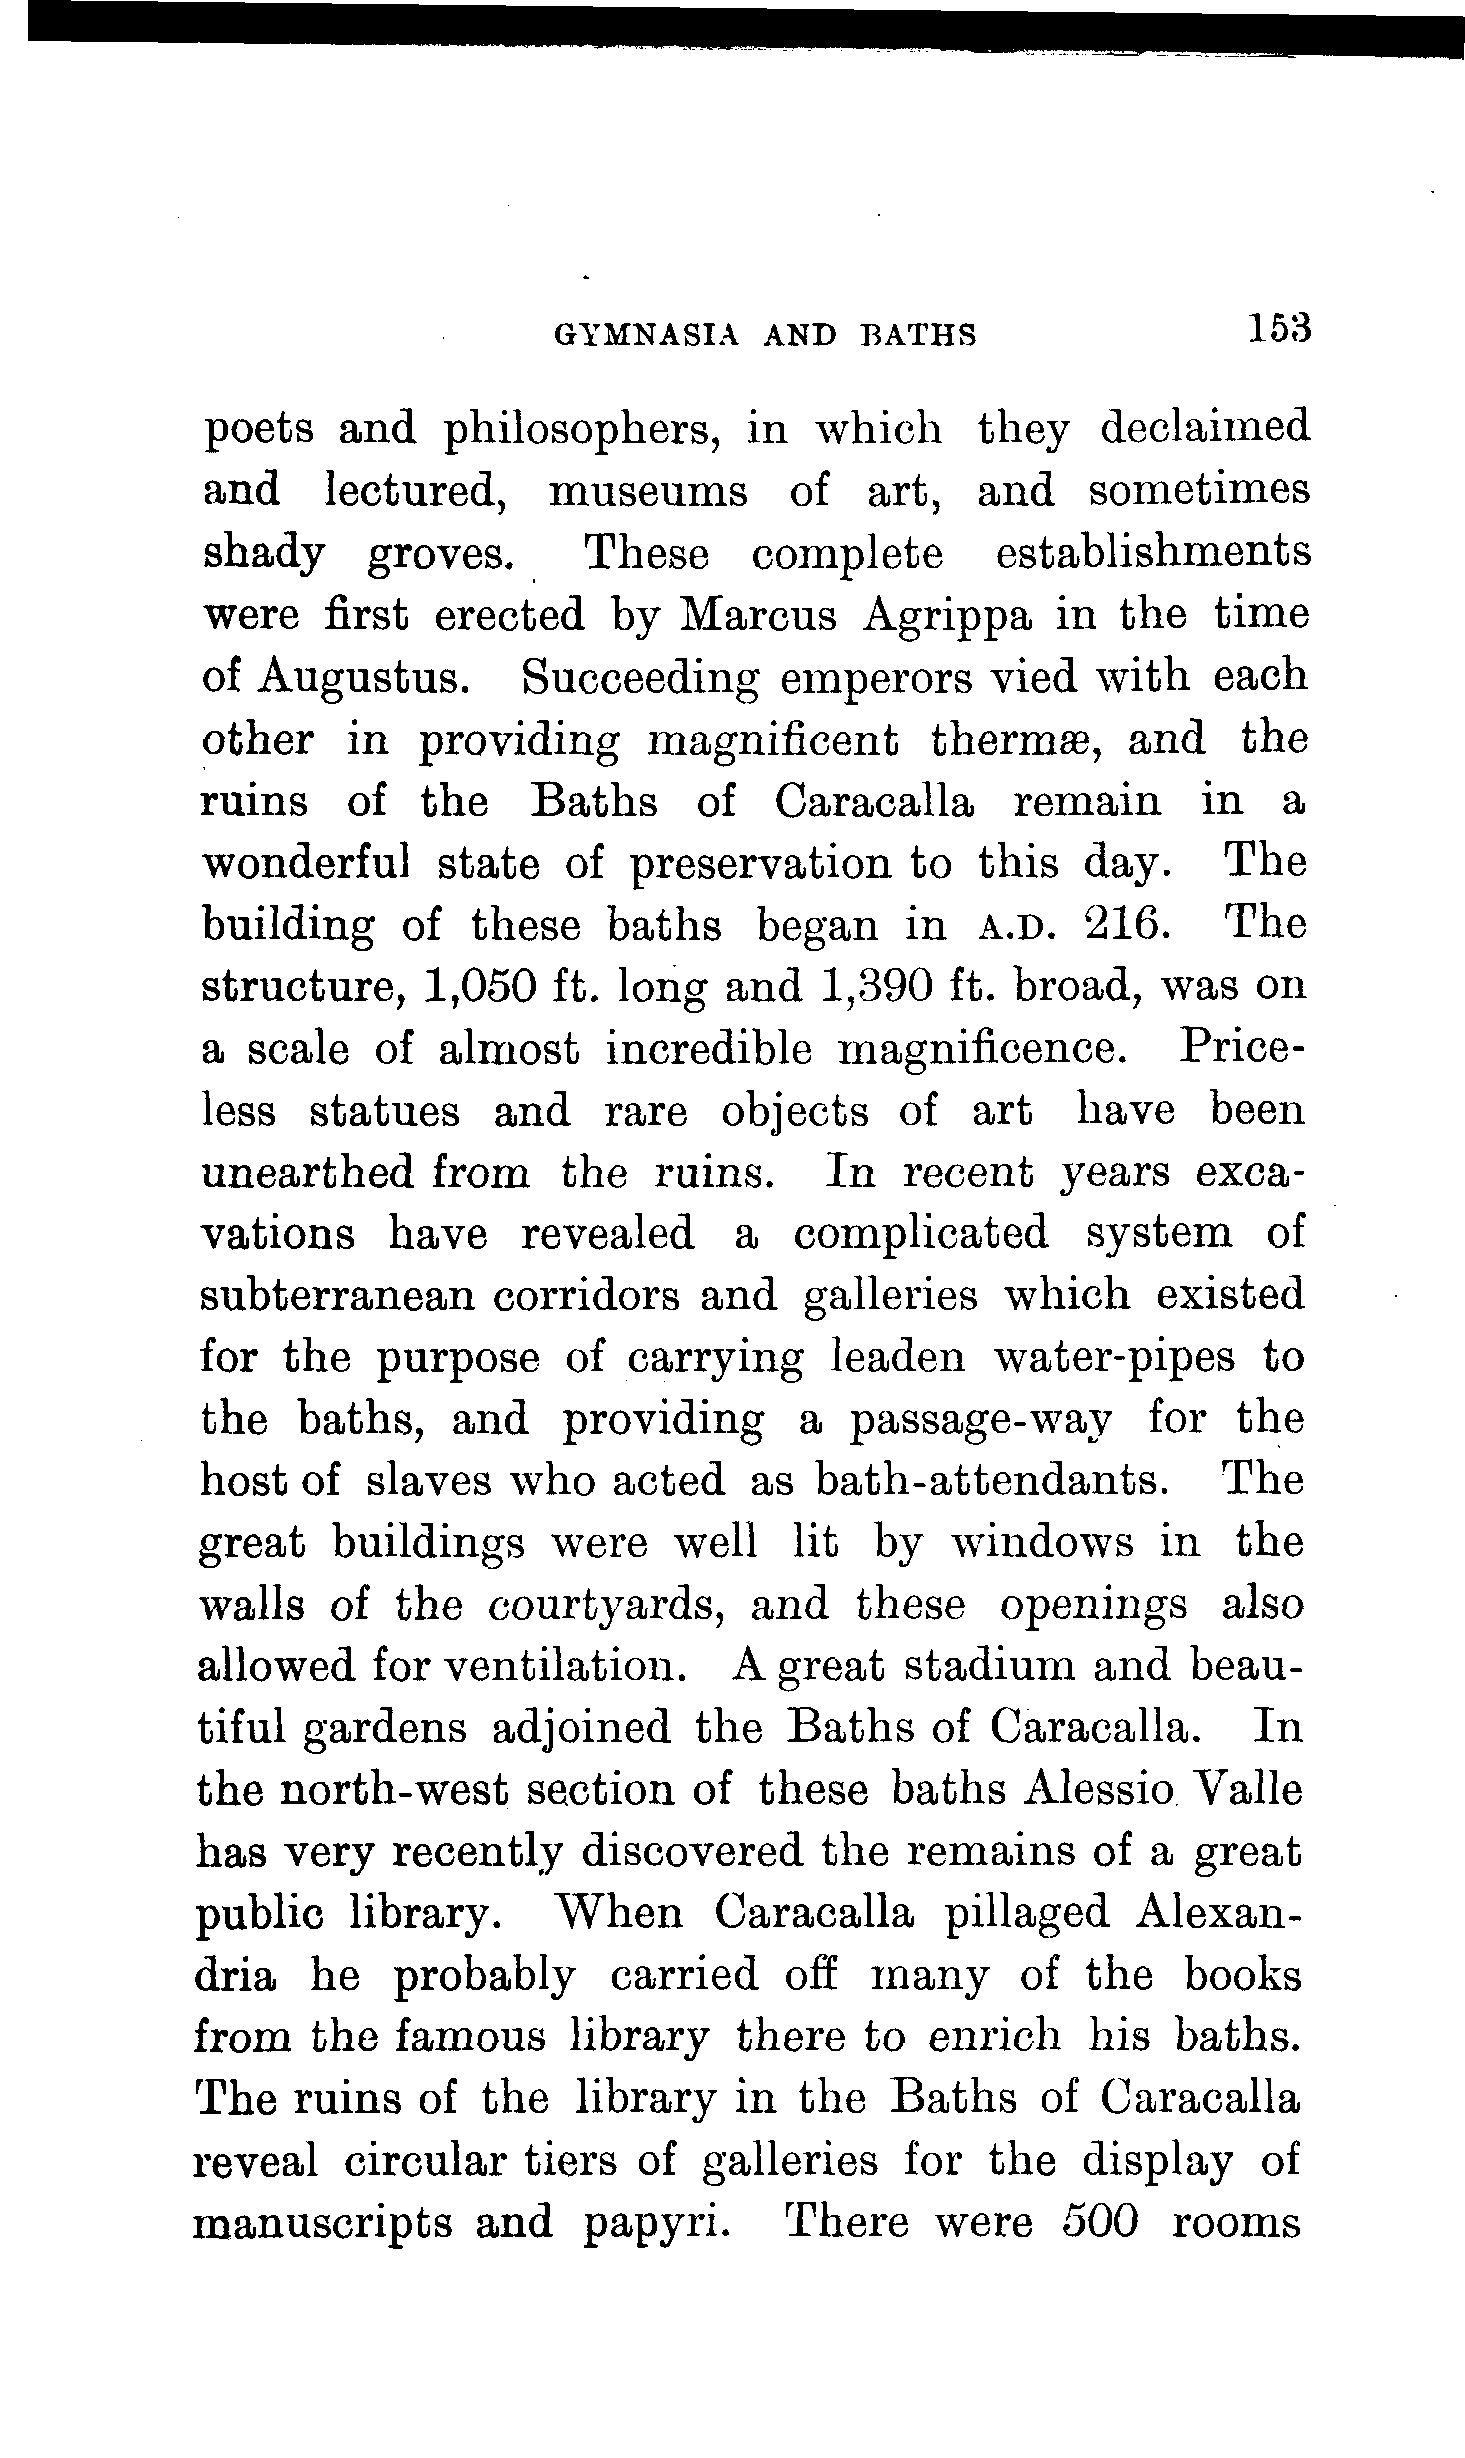 GYMNASIA AND BATHS 153
poets and philosophers, in which they declaimed
and lectured, museums of art, and sometimes
shady groves. These complete establishments
were first erected by Marcus Agrippa in the time
of Augustus. Succeeding emperors vied with each
other in providing magnificent thermæ, and the
ruins of the Baths of Caracalla remain in a
wonderful state of preservation to this day. The
building of these baths began in A.D. 216. The
structure, 1,050 ft. long and 1,390 ft. broad, was on
a scale of almost incredible magnificence. Price-
less statues and rare objects of art have been
unearthed from the ruins. In recent years exca-
vations have revealed a complicated system of
subterranean corridors and galleries which existed
for the purpose of carrying leaden water-pipes to
the baths, and providing a passage-way for the
host of slaves who acted as bath-attendants. The
great buildings were well lit by windows in the
walls of the courtyards, and these openings also
allowed for ventilation. A great stadium and beau-
tiful gardens adjoined the Baths of Caracalla. In
the north-west section of these baths Alessio Valle
has very recently discovered the remains of a great
public library. When Caracalla pillaged Alexan-
dria he probably carried off many of the books
from the famous library there to enrich his baths.
The ruins of the library in the Baths of Caracalla
reveal circular tiers of galleries for the display of
manuscripts and papyri. There were 500 rooms